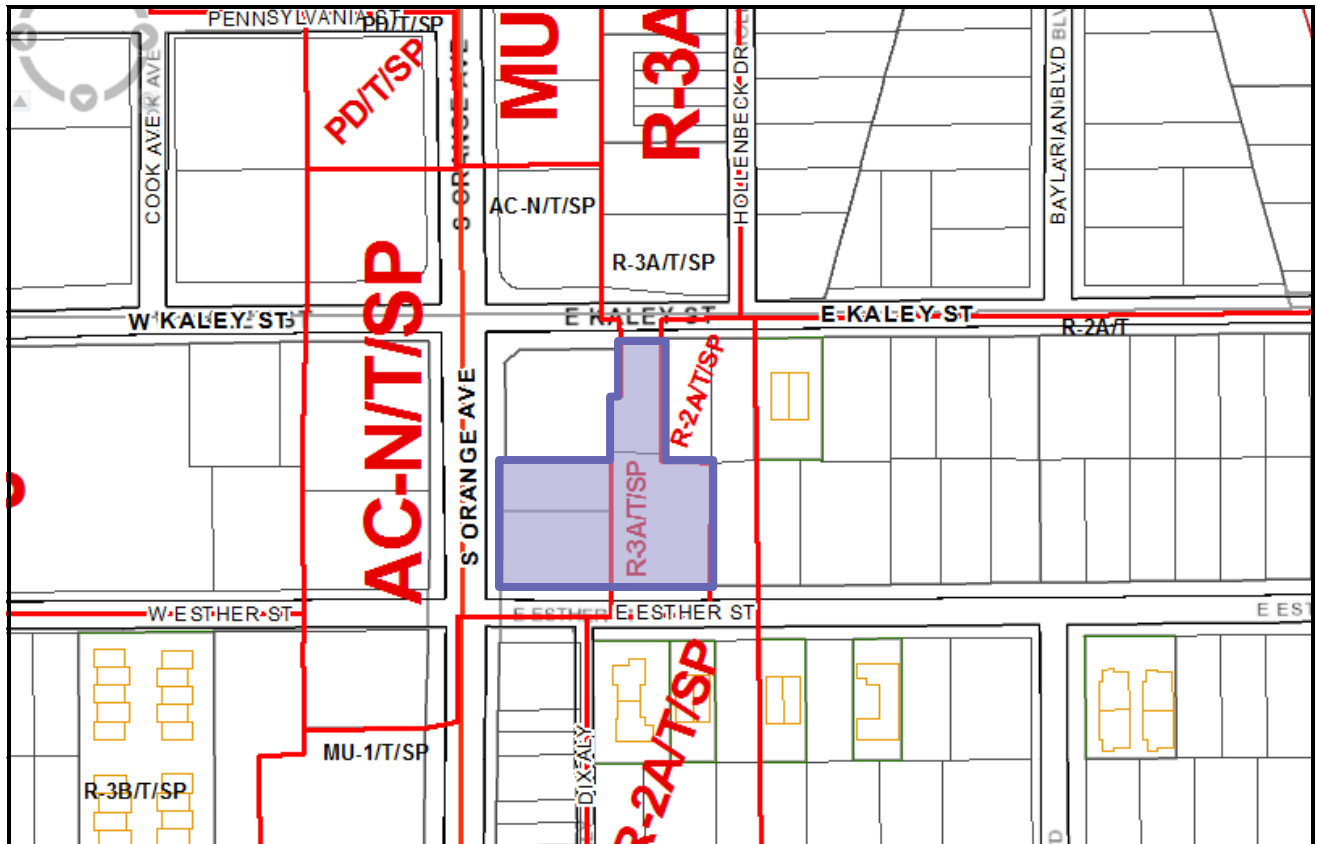 PENNSYLVANIA ST
PD/T/SP
PD/T/SP
MU
R-3A
COOK AVE
S ORANGE AVE
HOLLENBECK DR
BAYLARIAN BLVD
BLV
AC-N/T/SP
R-3A/T/SP
W KALEY ST
E KALEY ST
E KALEY ST
R-2A/T
AC-N/T/SP
S ORANGE AVE
R-2A/T/SP
R-3A/T/SP
W ESTHER ST
E ESTHER
E ESTHER ST
E EST
MU-1/T/SP
DIX ALY
R-2A/T/SP
R-3B/T/SP
D